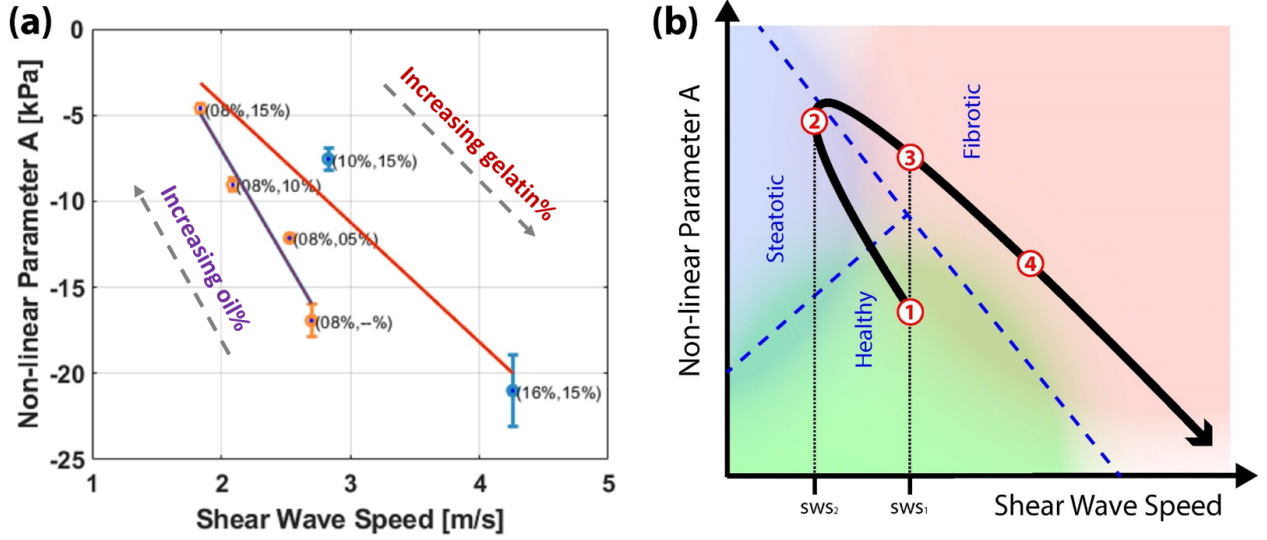 (a)
Non-linear Parameter A [kPa]
0
-5
-10
-15
-20
-25
1
2
3
4
5
Shear Wave Speed [m/s]
(08%,15%)
(10%,15%)
(08%,10%)
(08%,05%)
(08%,--%)
(16%,15%)
Increasing gelatin%
Increasing oil%
(b)
Non-linear Parameter A
Steatotic
Healthy
Fibrotic
2
3
4
1
sws₂
sws₁
Shear Wave Speed